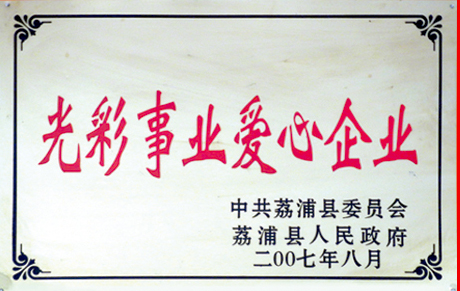 光彩事业爱心企业
中共荔浦县委员会
荔浦县人民政府
二00七年八月